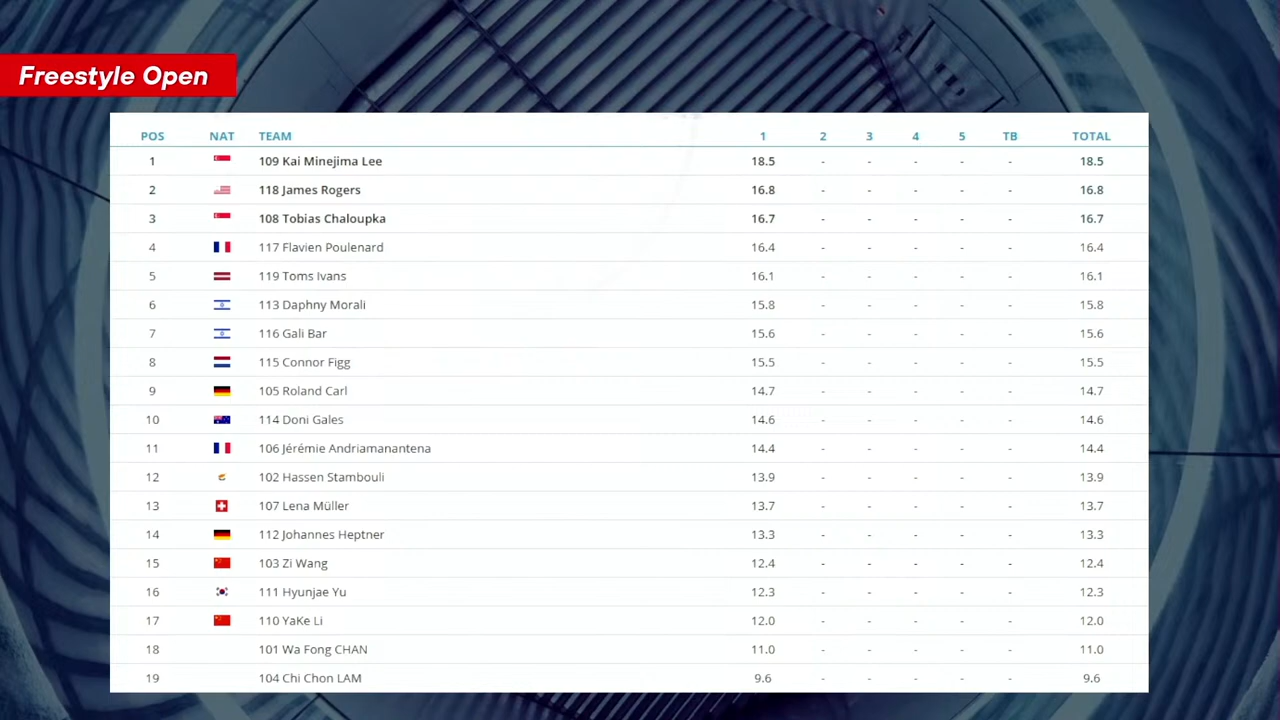 Freestyle Open
POS NAT TEAM 1 2 3 4 5 TB TOTAL
1 109 Kai Minejima Lee 18.5 - - - - - 18.5
2 118 James Rogers 16.8 - - - - - 16.8
3 108 Tobias Chaloupka 16.7 - - - - - 16.7
4 117 Flavien Poulenard 16.4 - - - - - 16.4
5 119 Toms Ivans 16.1 - - - - - 16.1
6 113 Daphny Morali 15.8 - - - - - 15.8
7 116 Gali Bar 15.6 - - - - - 15.6
8 115 Connor Figg 15.5 - - - - - 15.5
9 105 Roland Carl 14.7 - - - - - 14.7
10 114 Doni Gales 14.6 - - - - - 14.6
11 106 Jérémie Andriamanantena 14.4 - - - - - 14.4
12 102 Hassen Stambouli 13.9 - - - - - 13.9
13 107 Lena Müller 13.7 - - - - - 13.7
14 112 Johannes Heptner 13.3 - - - - - 13.3
15 103 Zi Wang 12.4 - - - - - 12.4
16 111 Hyunjae Yu 12.3 - - - - - 12.3
17 110 YaKe Li 12.0 - - - - - 12.0
18 101 Wa Fong CHAN 11.0 - - - - - 11.0
19 104 Chi Chon LAM 9.6 - - - - - 9.6